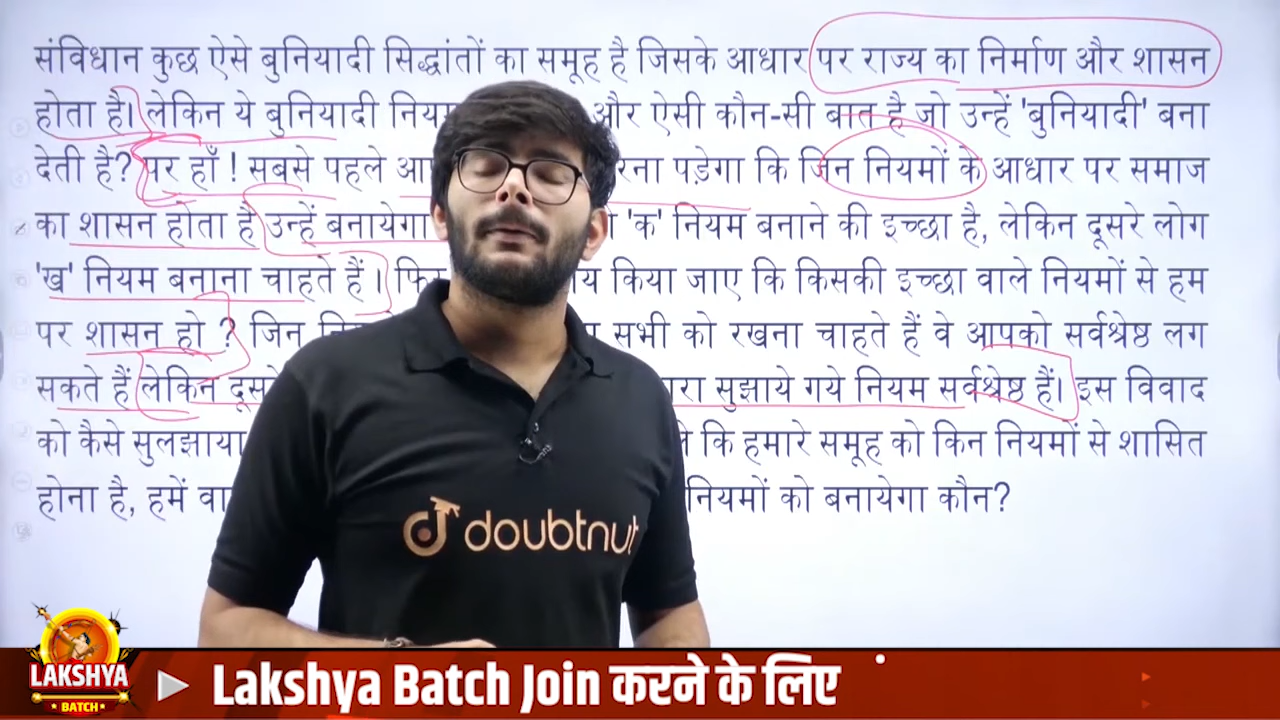 संविधान कुछ ऐसे बुनियादी सिद्धांतों का समूह है जिसके आधार पर राज्य का निर्माण और शासन
होता है। लेकिन ये बुनियादी और ऐसी कौन-सी बात है जो उन्हें 'बुनियादी' बना
देती है? पर हाँ ! सबसे पहले पड़ेगा कि जिन नियमों के आधार पर समाज
का शासन होता है उन्हें बनायेगा 'क' नियम बनाने की इच्छा है, लेकिन दूसरे लोग
'ख' नियम बनाना चाहते हैं। किया जाए कि किसकी इच्छा वाले नियमों से हम
पर शासन हो ? जिन सभी को रखना चाहते हैं वे आपको सर्वश्रेष्ठ लग
सकते हैं लेकिन सुझाये गये नियम सर्वश्रेष्ठ हैं। इस विवाद
को कैसे सुलझाया कि हमारे समूह को किन नियमों से शासित
होना है, हमें नियमों को बनायेगा कौन?
doubtnut
LAKSHYA
BATCH
Lakshya Batch Join करने के लिए